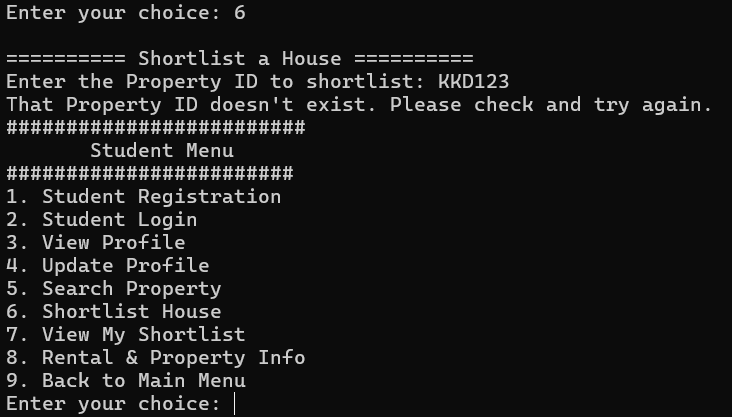 Enter your choice: 6
========== Shortlist a House ==========
Enter the Property ID to shortlist: KKD123
That Property ID doesn't exist. Please check and try again.
#########################
Student Menu
########################
1. Student Registration
2. Student Login
3. View Profile
4. Update Profile
5. Search Property
6. Shortlist House
7. View My Shortlist
8. Rental & Property Info
9. Back to Main Menu
Enter your choice: